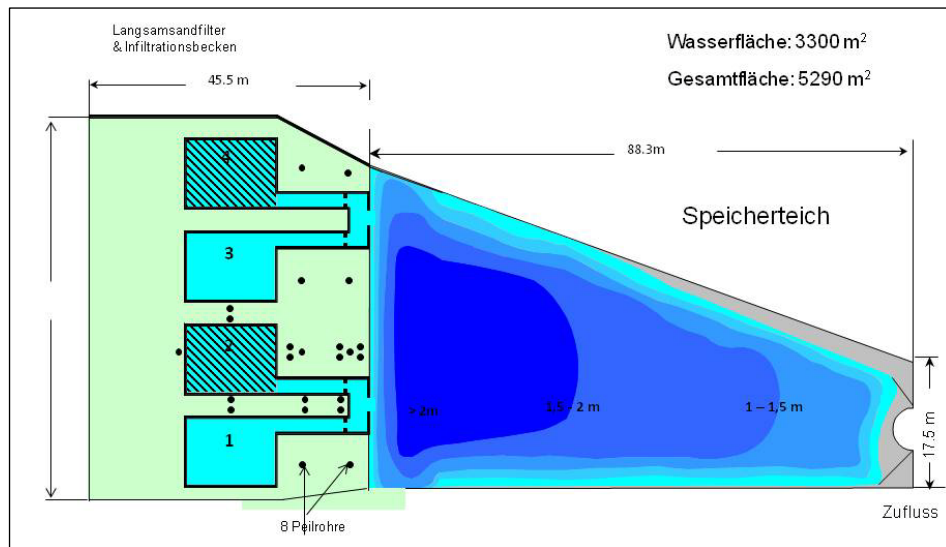 Langsamsandfilter
& Infiltrationsbecken
Wasserfläche: 3300 m²
Gesamtfläche: 5290 m²
45.5 m
88.3m
Speicherteich
4
3
2
1
> 2m
1,5 - 2 m
1 – 1,5 m
17.5 m
Zufluss
8 Peilrohre